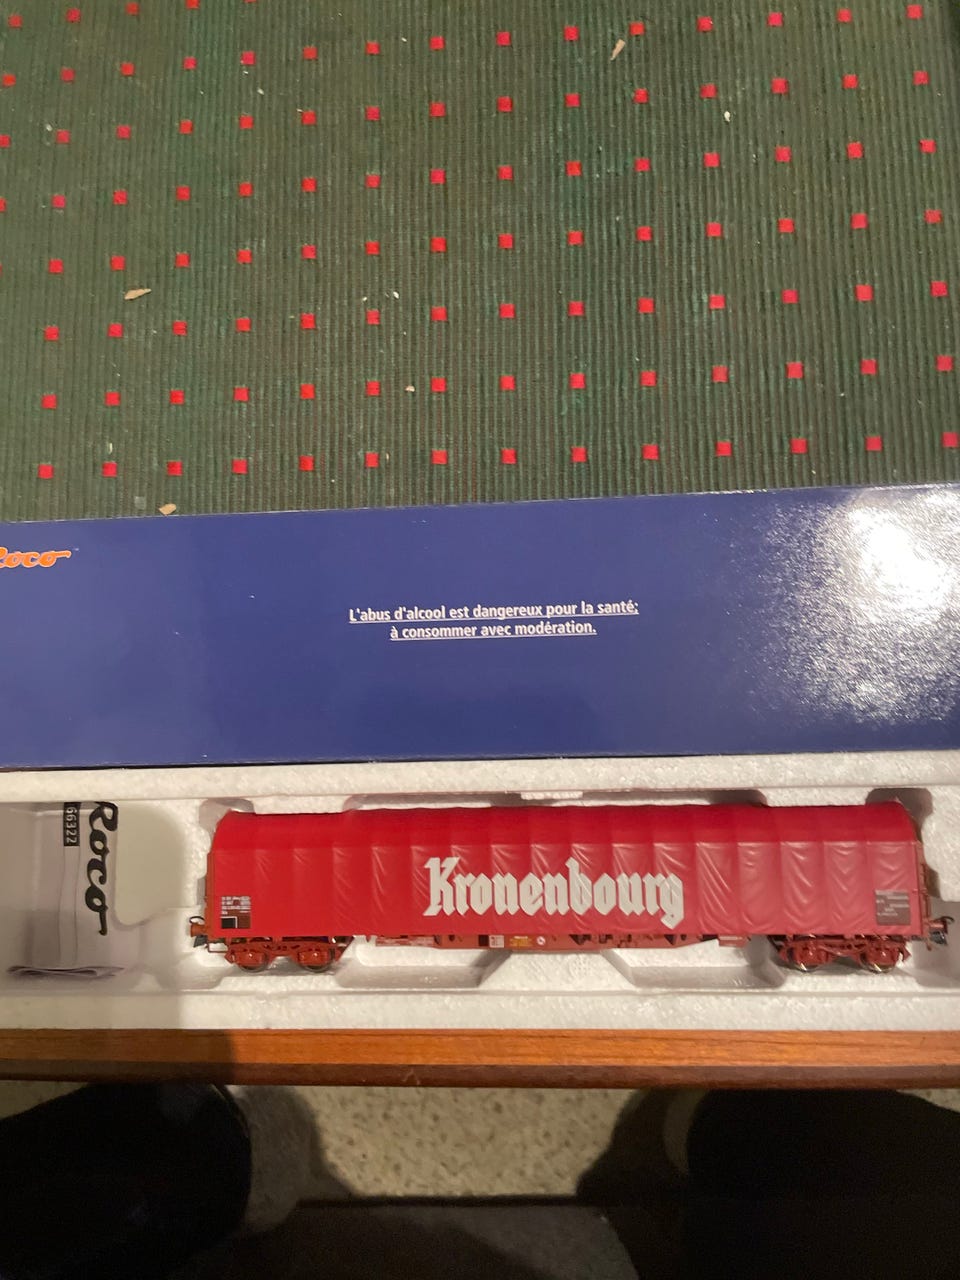 Roco
L'abus d'alcool est dangereux pour la santé;
à consommer avec modération.
66322
Roco
Kronenbourg